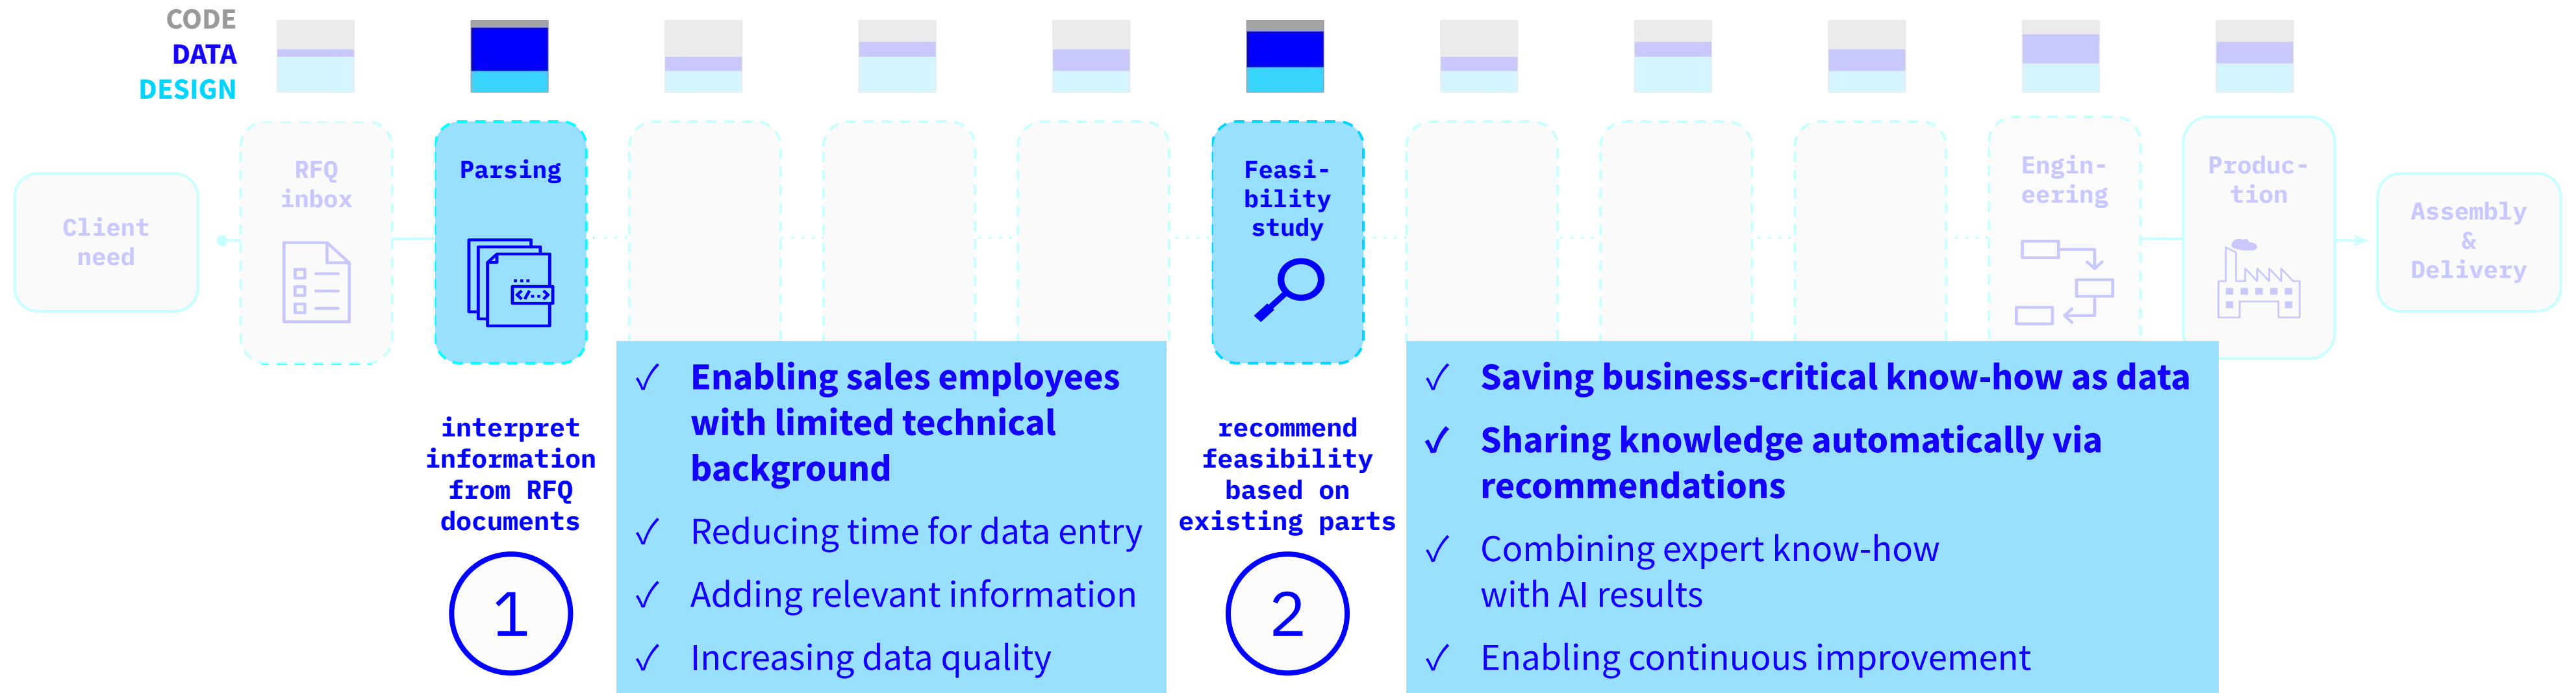 CODE
DATA
DESIGN
Client
need
RFQ
inbox
Parsing
Feasi-
bility
study
Engin-
eering
Produc-
tion
Assembly
&
Delivery
</..>
interpret
information
from RFQ
documents
1
✓ Enabling sales employees
with limited technical
background
✓ Reducing time for data entry
✓ Adding relevant information
✓ Increasing data quality
recommend
feasibility
based on
existing parts
2
✓ Saving business-critical know-how as data
✓ Sharing knowledge automatically via
recommendations
✓ Combining expert know-how
with AI results
✓ Enabling continuous improvement